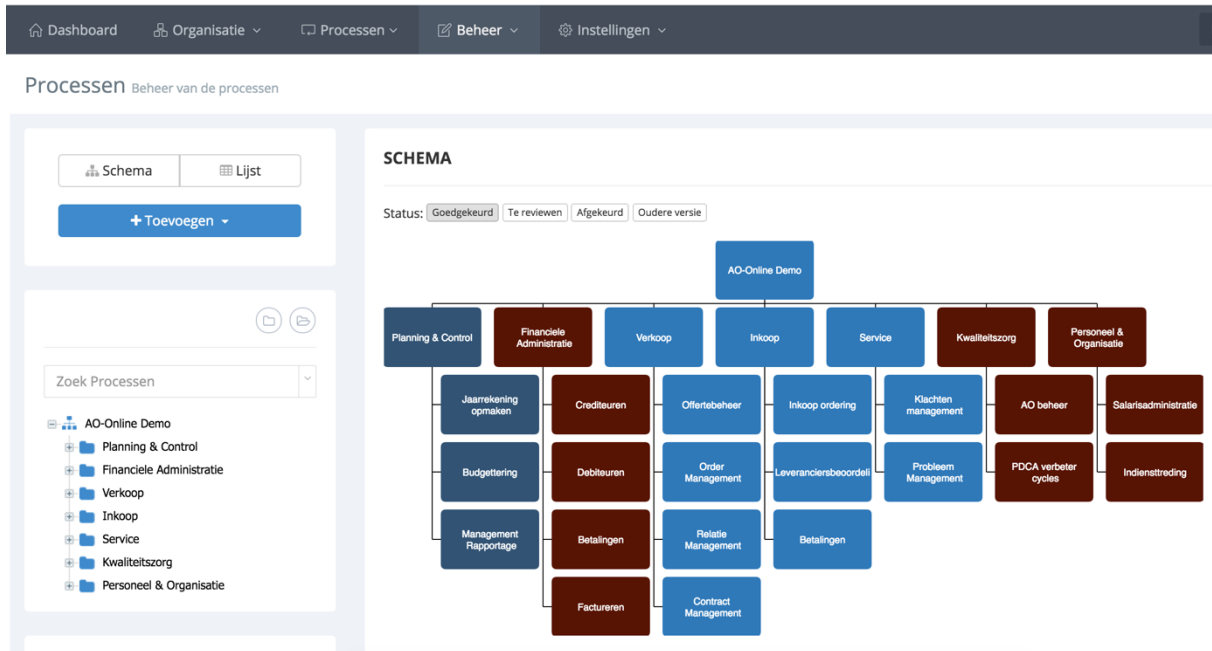 Dashboard Organisatie Processen Beheer Instellingen
Processen Beheer van de processen
Schema Lijst
Toevoegen
Zoek Processen
AO-Online Demo
Planning & Control
Financiele Administratie
Verkoop
Inkoop
Service
Kwaliteitszorg
Personeel & Organisatie
SCHEMA
Status: Goedgekeurd Te reviewen Afgekeurd Oudere versie
AO-Online Demo
Planning & Control
Financiele
Administratie
Verkoop
Inkoop
Service
Kwaliteitszorg
Personeel &
Organisatie
Jaarrekening
opmaken
Crediteuren
Offertebeheer
Inkoop ordering
Klachten
management
AO beheer
Salarisadministratie
Budgettering
Debiteuren
Order
Management
Leveranciersbeoordeli
Probleem
Management
PDCA verbeter
cycles
Indiensttreding
Management
Rapportage
Betalingen
Relatie
Management
Betalingen
Factureren
Contract
Management